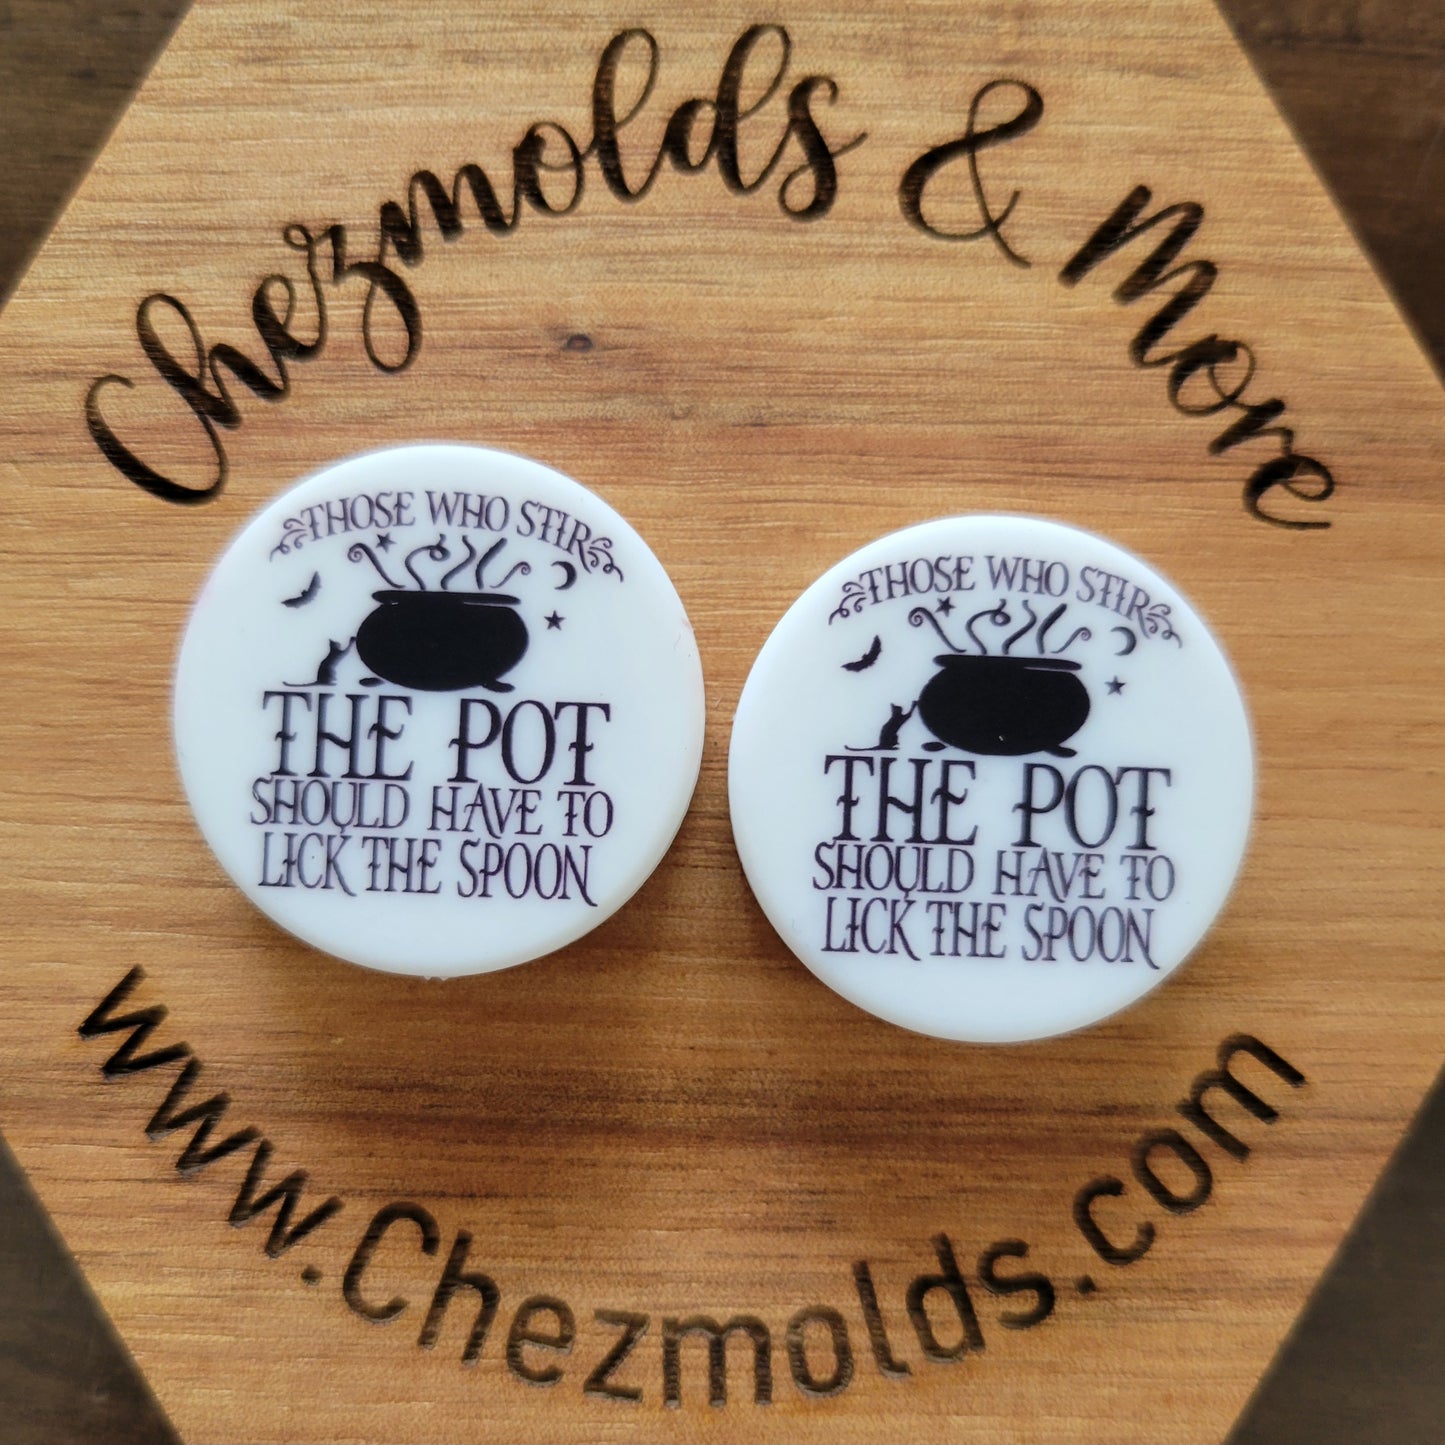 Chezmolds & More
THOSE WHO STIR
THE POT
SHOULD HAVE TO
LICK THE SPOON
THOSE WHO STIR
THE POT
SHOULD HAVE TO
LICK THE SPOON
www.Chezmolds.com